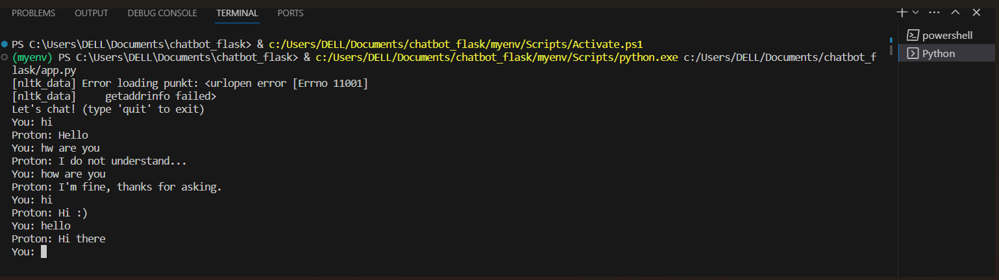 PROBLEMS OUTPUT DEBUG CONSOLE TERMINAL PORTS
PS C:\Users\DELL\Documents\chatbot_flask> & c:/Users/DELL/Documents/chatbot_flask/myenv/Scripts/Activate.ps1
(myenv) PS C:\Users\DELL\Documents\chatbot_flask> & c:/Users/DELL/Documents/chatbot_flask/myenv/Scripts/python.exe c:/Users/DELL/Documents/chatbot_f
lask/app.py
[nltk_data] Error loading punkt: <urlopen error [Errno 11001]
[nltk_data]     getaddrinfo failed>
Let's chat! (type 'quit' to exit)
You: hi
Proton: Hello
You: hw are you
Proton: I do not understand...
You: how are you
Proton: I'm fine, thanks for asking.
You: hi
Proton: Hi :)
You: hello
Proton: Hi there
You:
powershell
Python